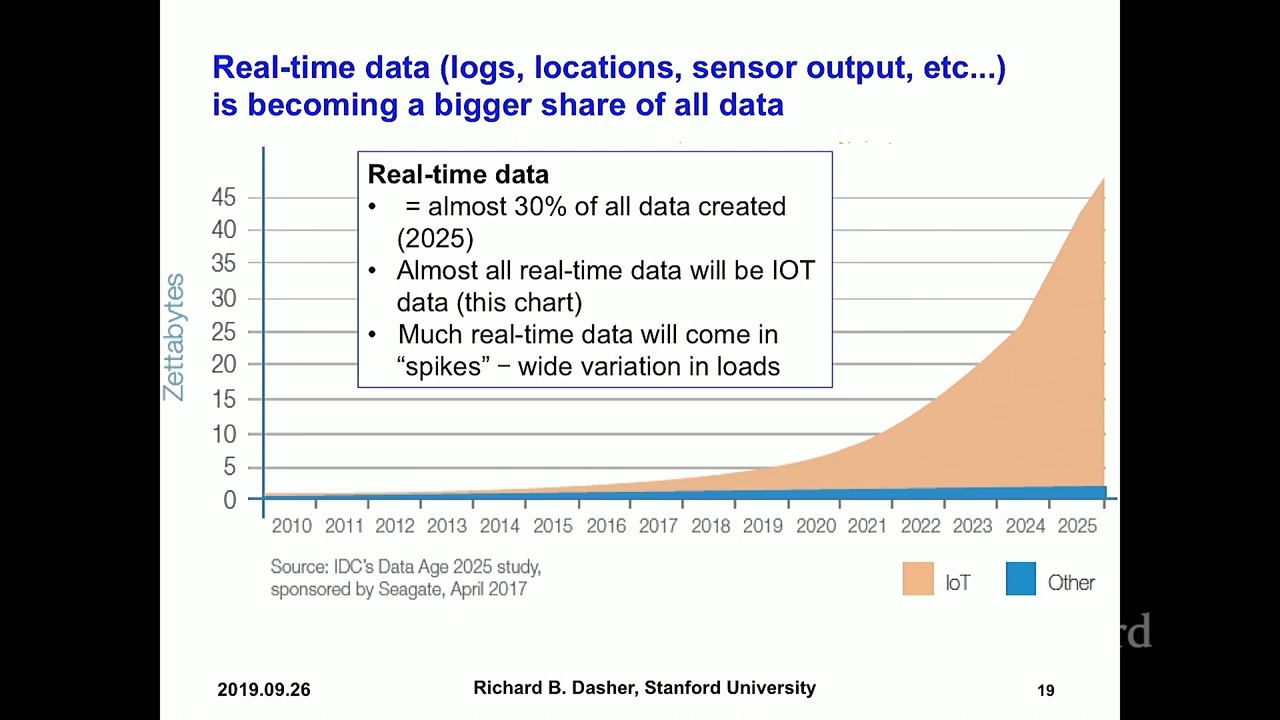 Real-time data (logs, locations, sensor output, etc...)
is becoming a bigger share of all data
Real-time data
• = almost 30% of all data created
(2025)
• Almost all real-time data will be IOT
data (this chart)
• Much real-time data will come in
“spikes” – wide variation in loads
Zettabytes
45
40
35
30
25
20
15
10
5
0
2010 2011 2012 2013 2014 2015 2016 2017 2018 2019 2020 2021 2022 2023 2024 2025
Source: IDC's Data Age 2025 study,
sponsored by Seagate, April 2017
IoT Other
rd
2019.09.26 Richard B. Dasher, Stanford University 19